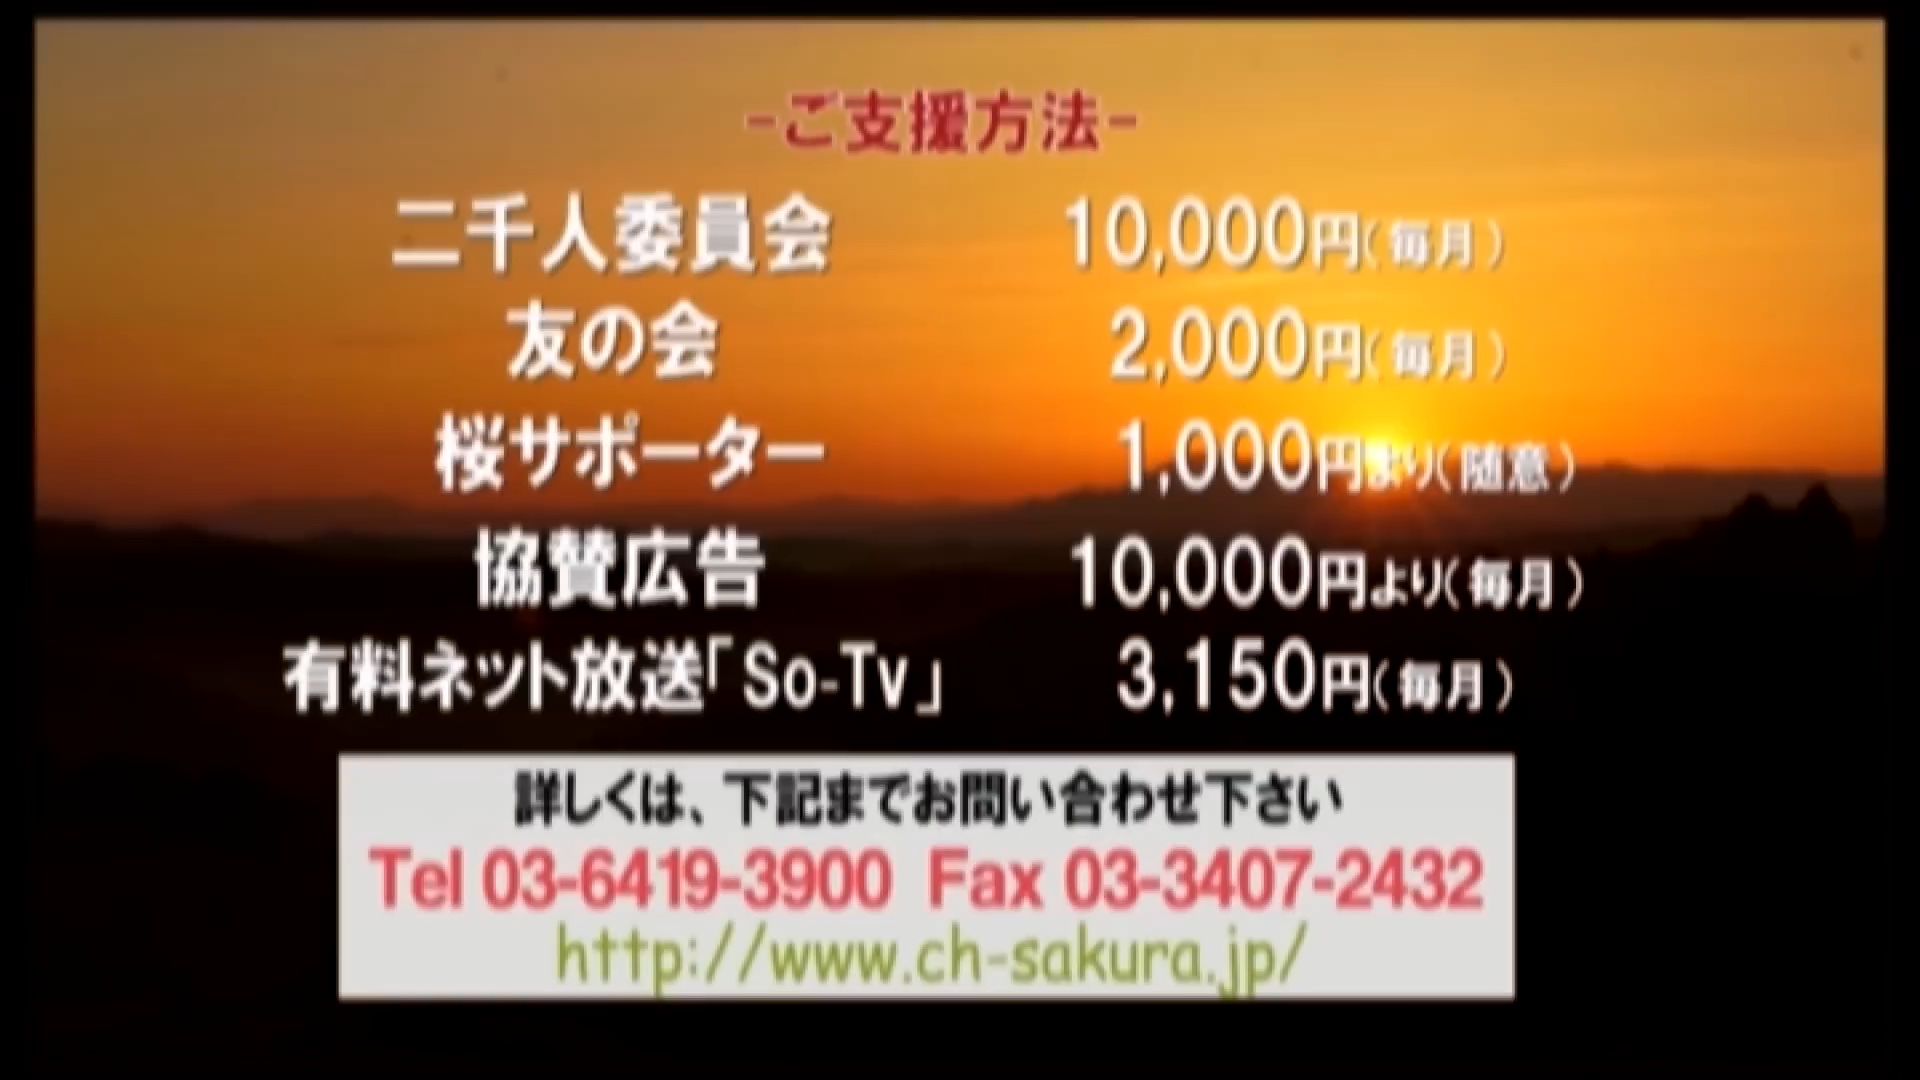 -ご支援方法-
二千人委員会 10,000円(毎月)
友の会 2,000円(毎月)
桜サポーター 1,000円より(随意)
協賛広告 10,000円より(毎月)
有料ネット放送「So-Tv」 3,150円(毎月)
詳しくは、下記までお問い合わせ下さい
Tel 03-6419-3900 Fax 03-3407-2432
http://www.ch-sakura.jp/